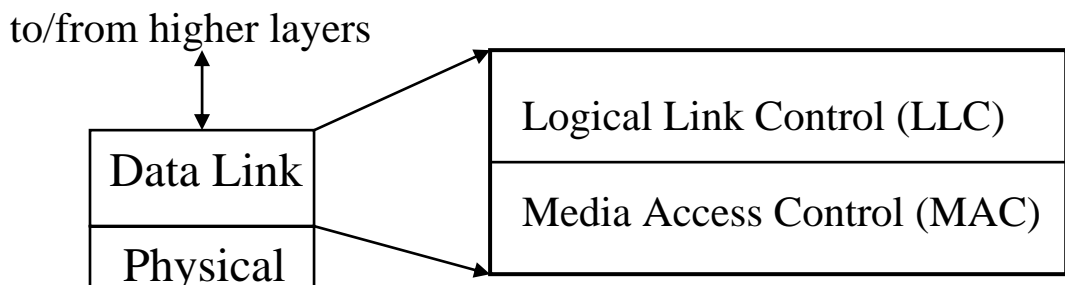 to/from higher layers
Data Link
Physical
Logical Link Control (LLC)
Media Access Control (MAC)